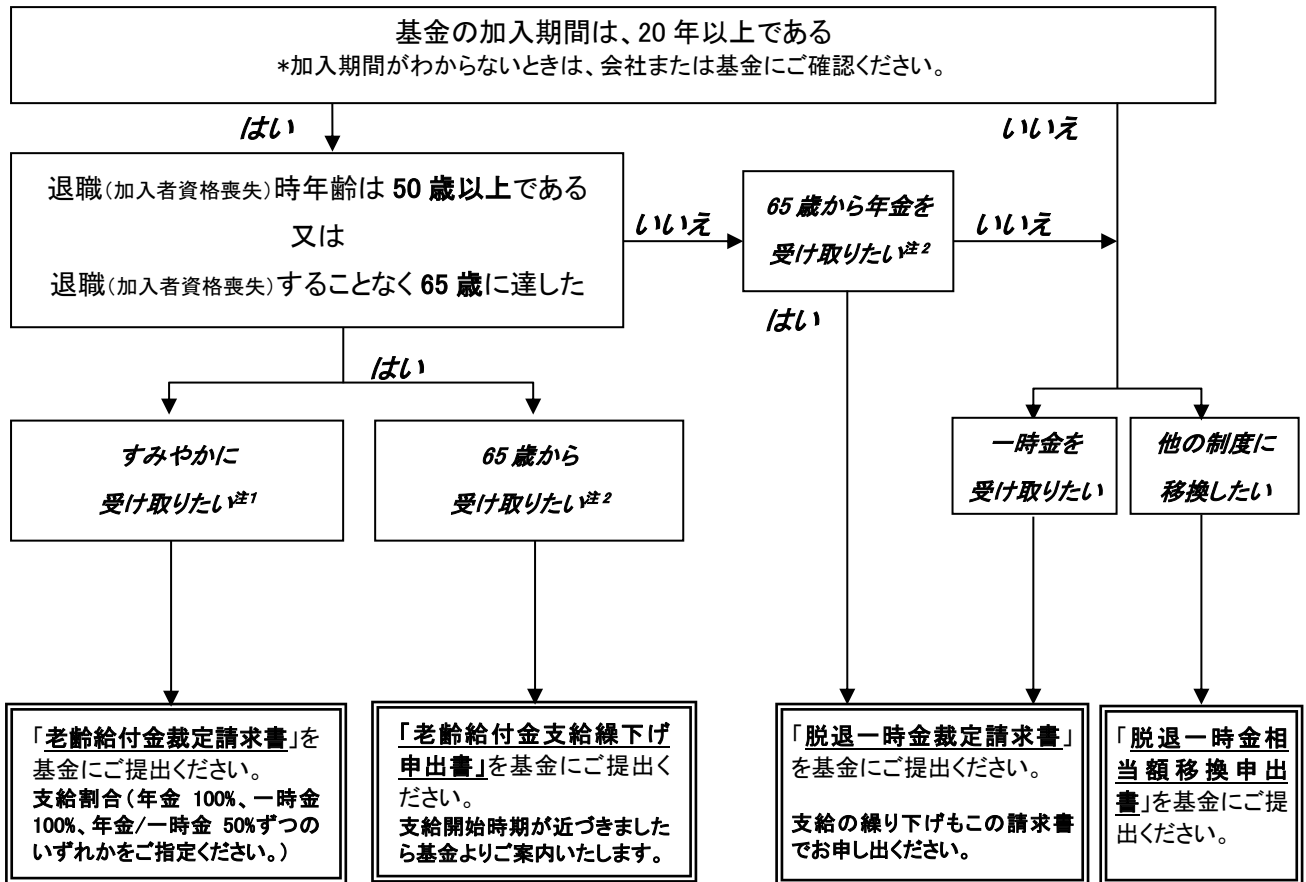 基金の加入期間は、20年以上である
*加入期間がわからないときは、会社または基金にご確認ください。
はい
いいえ
退職(加入者資格喪失)時年齢は 50 歳以上である
又は
退職(加入者資格喪失)することなく 65 歳に達した
いいえ
65 歳から年金を
受け取りたい注2
いいえ
はい
はい
すみやかに
受け取りたい注1
65 歳から
受け取りたい注2
一時金を
受け取りたい
他の制度に
移換したい
「老齢給付金裁定請求書」を
基金にご提出ください。
支給割合(年金 100%、一時金
100%、年金/一時金 50%ずつの
いずれかをご指定ください。)
「老齢給付金支給繰下げ
申出書」を基金にご提出く
ださい。
支給開始時期が近づきました
ら基金よりご案内いたします。
「脱退一時金裁定請求書」
を基金にご提出ください。
支給の繰り下げもこの請求書
でお申し出ください。
「脱退一時金相
当額移換申出
書」を基金にご提
出ください。